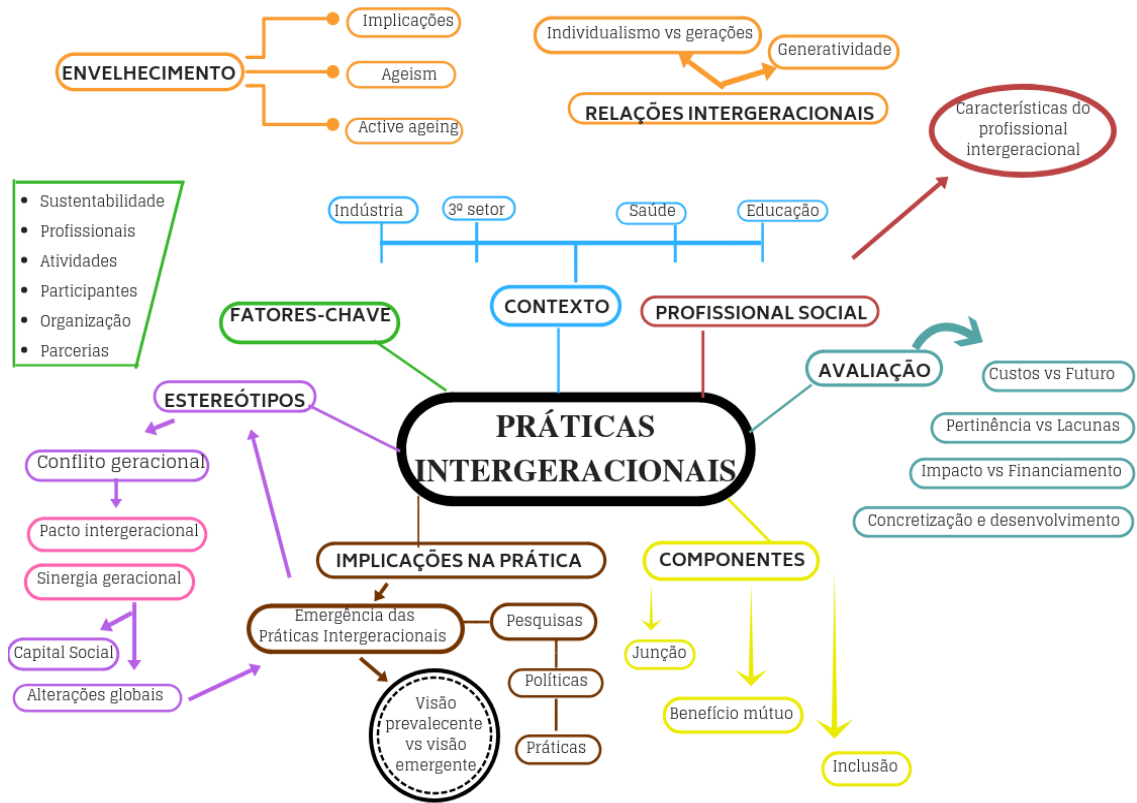 ENVELHECIMENTO
Implicações
Ageism
Active ageing
Individualismo vs gerações
Generatividade
RELAÇÕES INTERGERACIONAIS
Características do
profissional
intergeracional
Sustentabilidade
Profissionais
Atividades
Participantes
Organização
Parcerias
FATORES-CHAVE
Indústria
3º setor
Saúde
Educação
CONTEXTO
PROFISSIONAL SOCIAL
AVALIAÇÃO
Custos vs Futuro
Pertinência vs Lacunas
Impacto vs Financiamento
Concretização e desenvolvimento
PRÁTICAS
INTERGERACIONAIS
ESTEREÓTIPOS
Conflito geracional
Pacto intergeracional
Sinergia geracional
Capital Social
Alterações globais
IMPLICAÇÕES NA PRÁTICA
Emergência das
Práticas Intergeracionais
Pesquisas
Políticas
Práticas
Visão
prevalecente
vs visão
emergente
COMPONENTES
Junção
Benefício mútuo
Inclusão